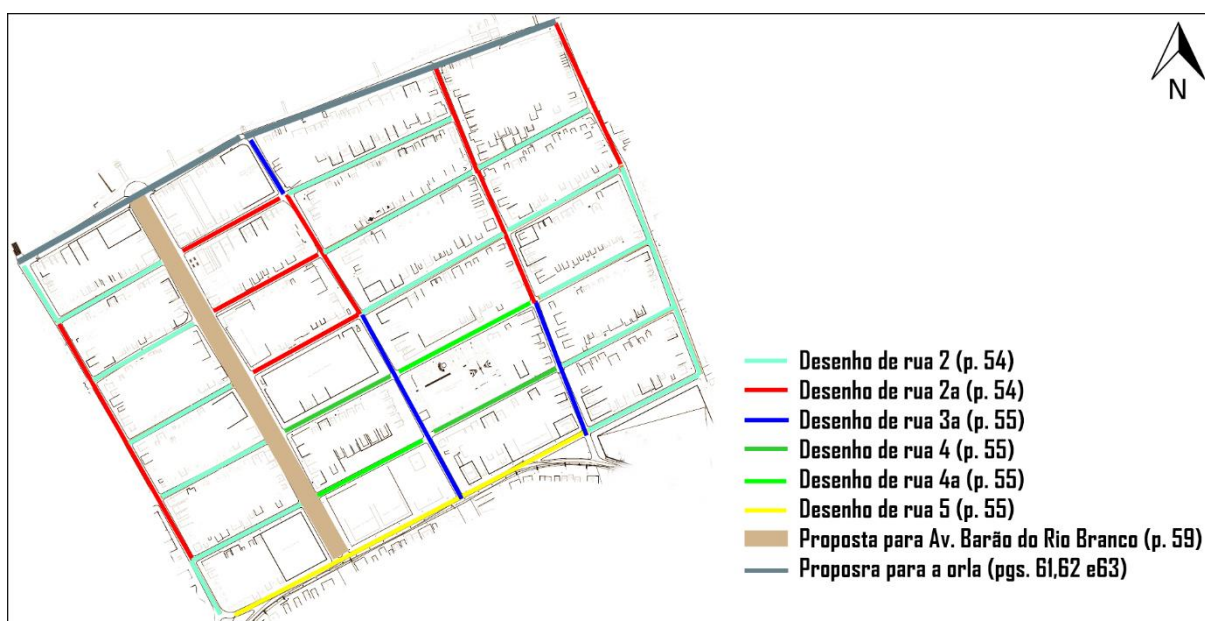 N
Desenho de rua 2 (p. 54)
Desenho de rua 2a (p. 54)
Desenho de rua 3a (p. 55)
Desenho de rua 4 (p. 55)
Desenho de rua 4a (p. 55)
Desenho de rua 5 (p. 55)
Proposta para Av. Barão do Rio Branco (p. 59)
Proposra para a orla (pgs. 61,62 e63)